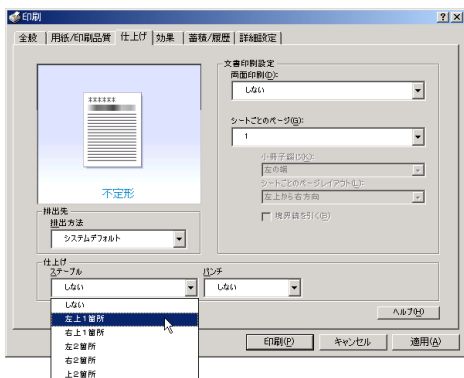 印刷
全般 用紙/印刷品質 仕上げ 効果 蓄積/履歴 詳細設定
******
不定形
排出先
排出方法
システムデフォルト
文書印刷設定
両面印刷(D):
しない
シートごとのページ(G):
1
小冊子綴じ(K):
左の端
シートごとのページレイアウト(L):
左上から右方向
境界線を引く(B)
仕上げ
ステープル
しない
パンチ
しない
しない
左上1箇所
右上1箇所
左2箇所
右2箇所
上2箇所
ヘルプ(H)
印刷(P) キャンセル 適用(A)